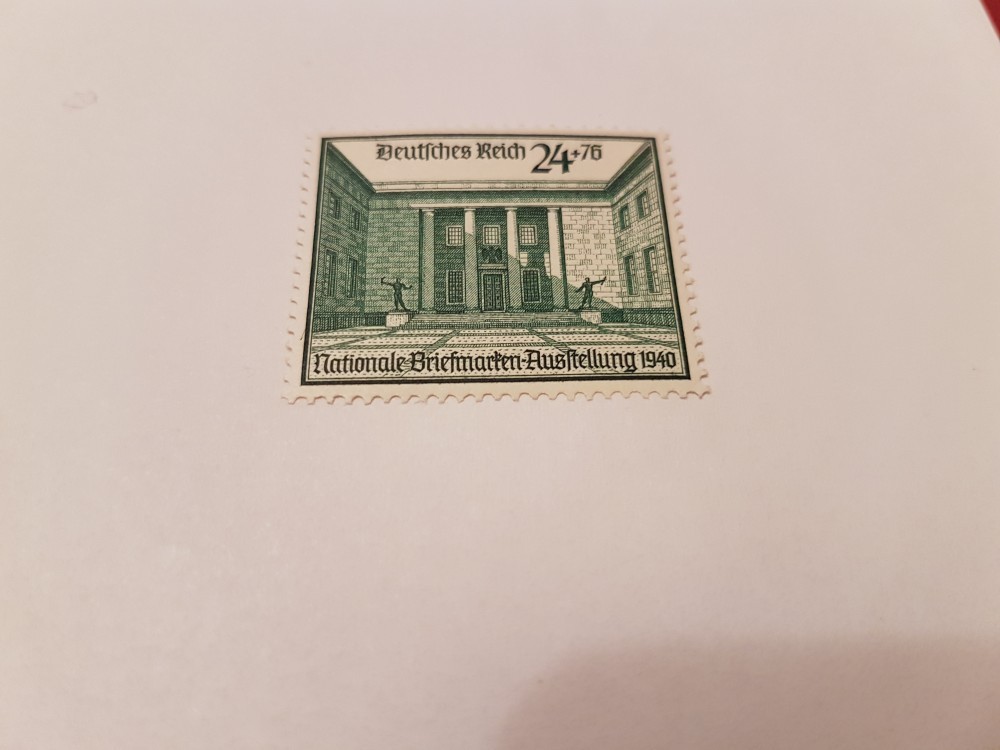 Deutsches Reich 24+76
Nationale Briefmarken-Ausstellung 1940